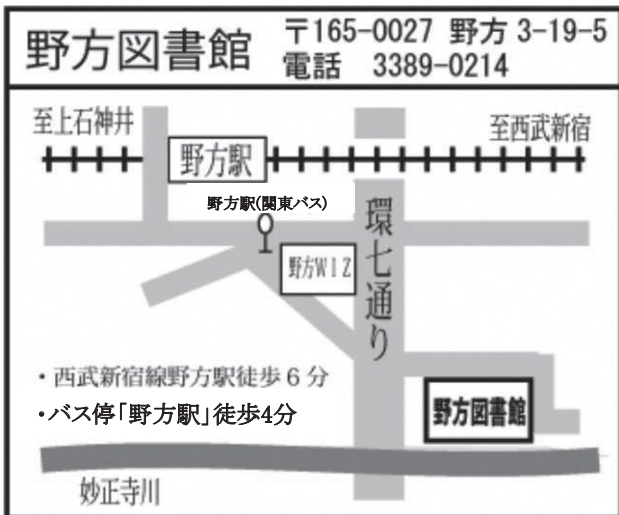 野方図書館
〒165-0027 野方 3-19-5
電話 3389-0214
至上石神井
至西武新宿
野方駅
野方駅(関東バス)
環七通り
野方WIZ
・西武新宿線野方駅徒歩6分
・バス停「野方駅」徒歩4分
野方図書館
妙正寺川